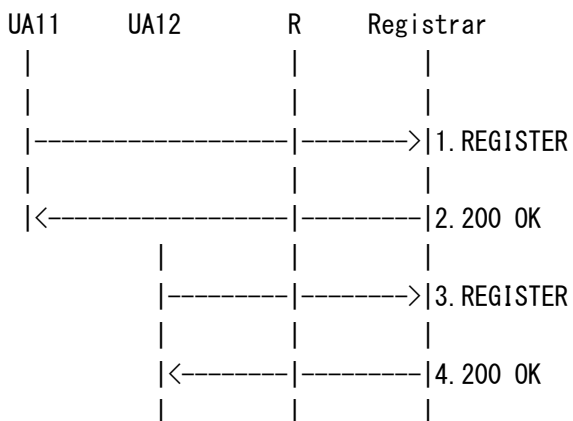 UA11 UA12 R Registrar
1.REGISTER
2.200 OK
3.REGISTER
4.200 OK